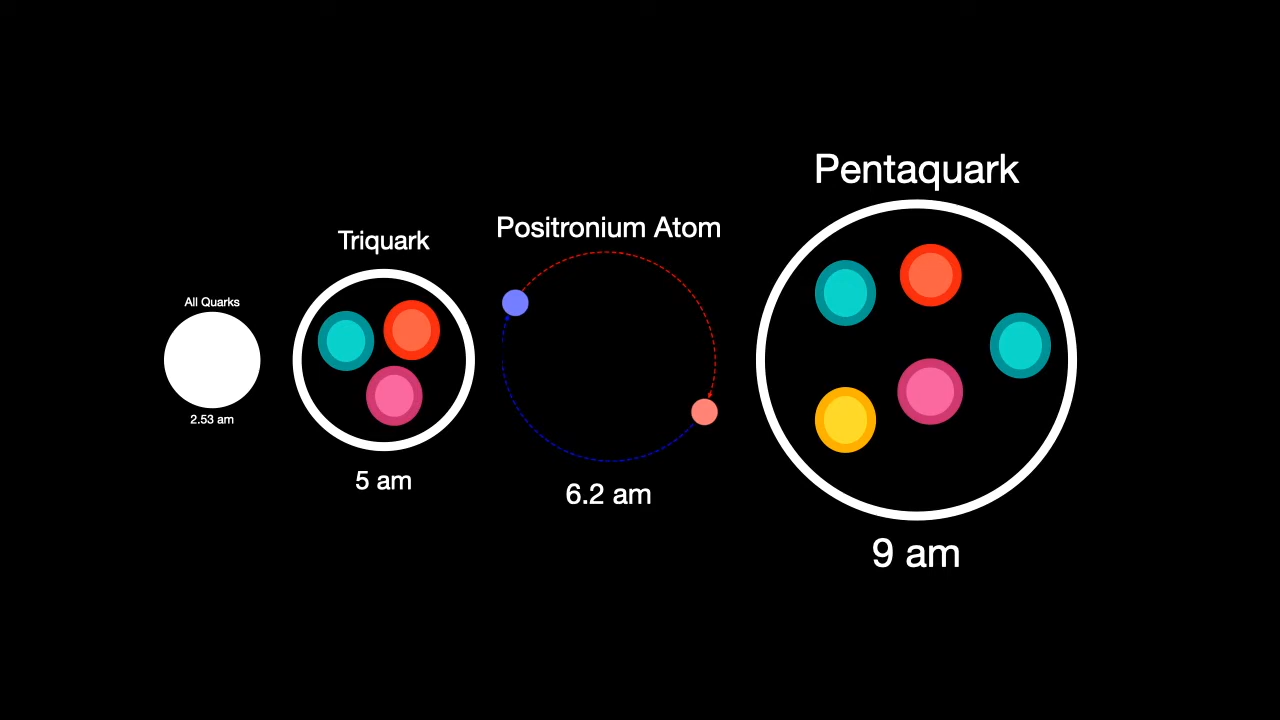 All Quarks
2.53 am
Triquark
5 am
Positronium Atom
6.2 am
Pentaquark
9 am